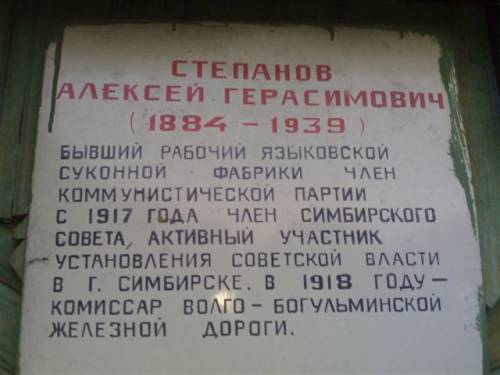 СТЕПАНОВ
АЛЕКСЕЙ ГЕРАСИМОВИЧ
(1884 - 1939)
БЫВШИЙ РАБОЧИЙ ЯЗЫКОВСКОЙ
СУКОННОЙ ФАБРИКИ ЧЛЕН
КОММУНИСТИЧЕСКОЙ ПАРТИИ
С 1917 ГОДА ЧЛЕН СИМБИРСКОГО
СОВЕТА, АКТИВНЫЙ УЧАСТНИК
УСТАНОВЛЕНИЯ СОВЕТСКОЙ ВЛАСТИ
В Г. СИМБИРСКЕ. В 1918 ГОДУ -
КОМИССАР ВОЛГО - БОГУЛЬМИНСКОЙ
ЖЕЛЕЗНОЙ ДОРОГИ.